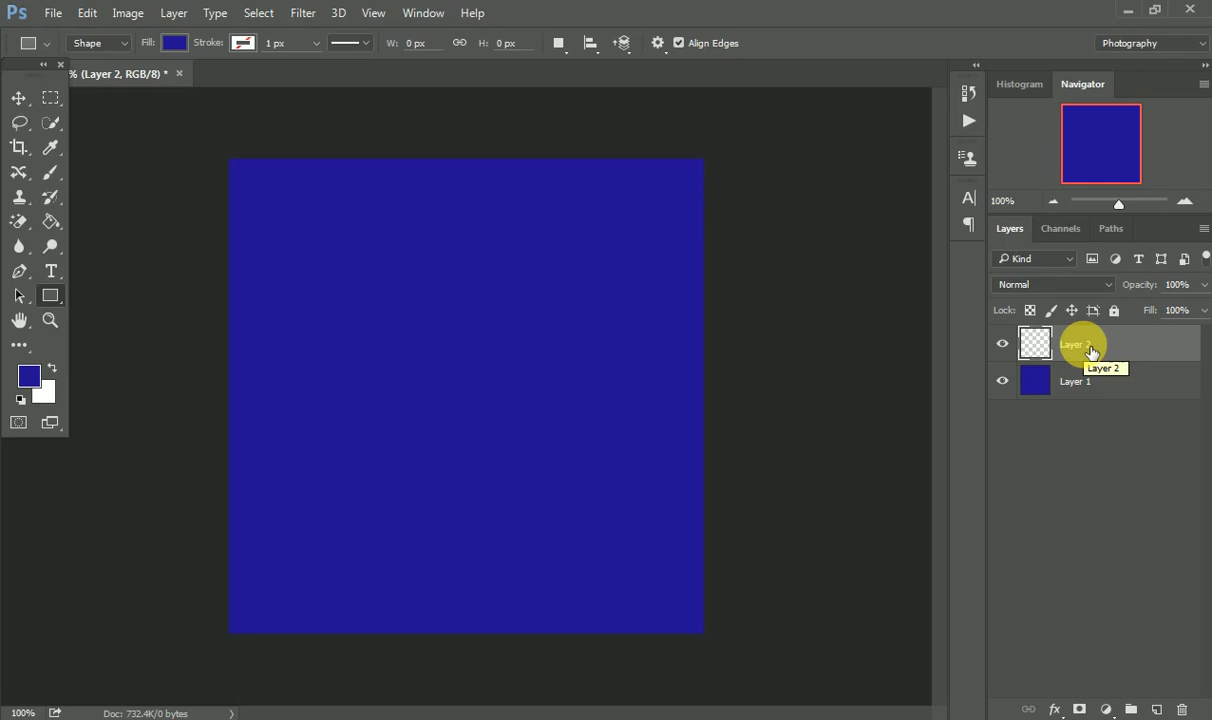 Ps File Edit Image Layer Type Select Filter 3D View Window Help
Shape Fill: Stroke: 1 px W: 0 px H: 0 px Align Edges Photography
% (Layer 2, RGB/8) * ×
Histogram Navigator
100%
Layers Channels Paths
Kind
Normal Opacity: 100%
Lock: Fill: 100%
Layer 2
Layer 2
Layer 1
100% Doc: 732.4K/0 bytes